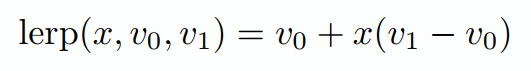 lerp(x, v₀, v₁) = v₀ + x(v₁ − v₀)